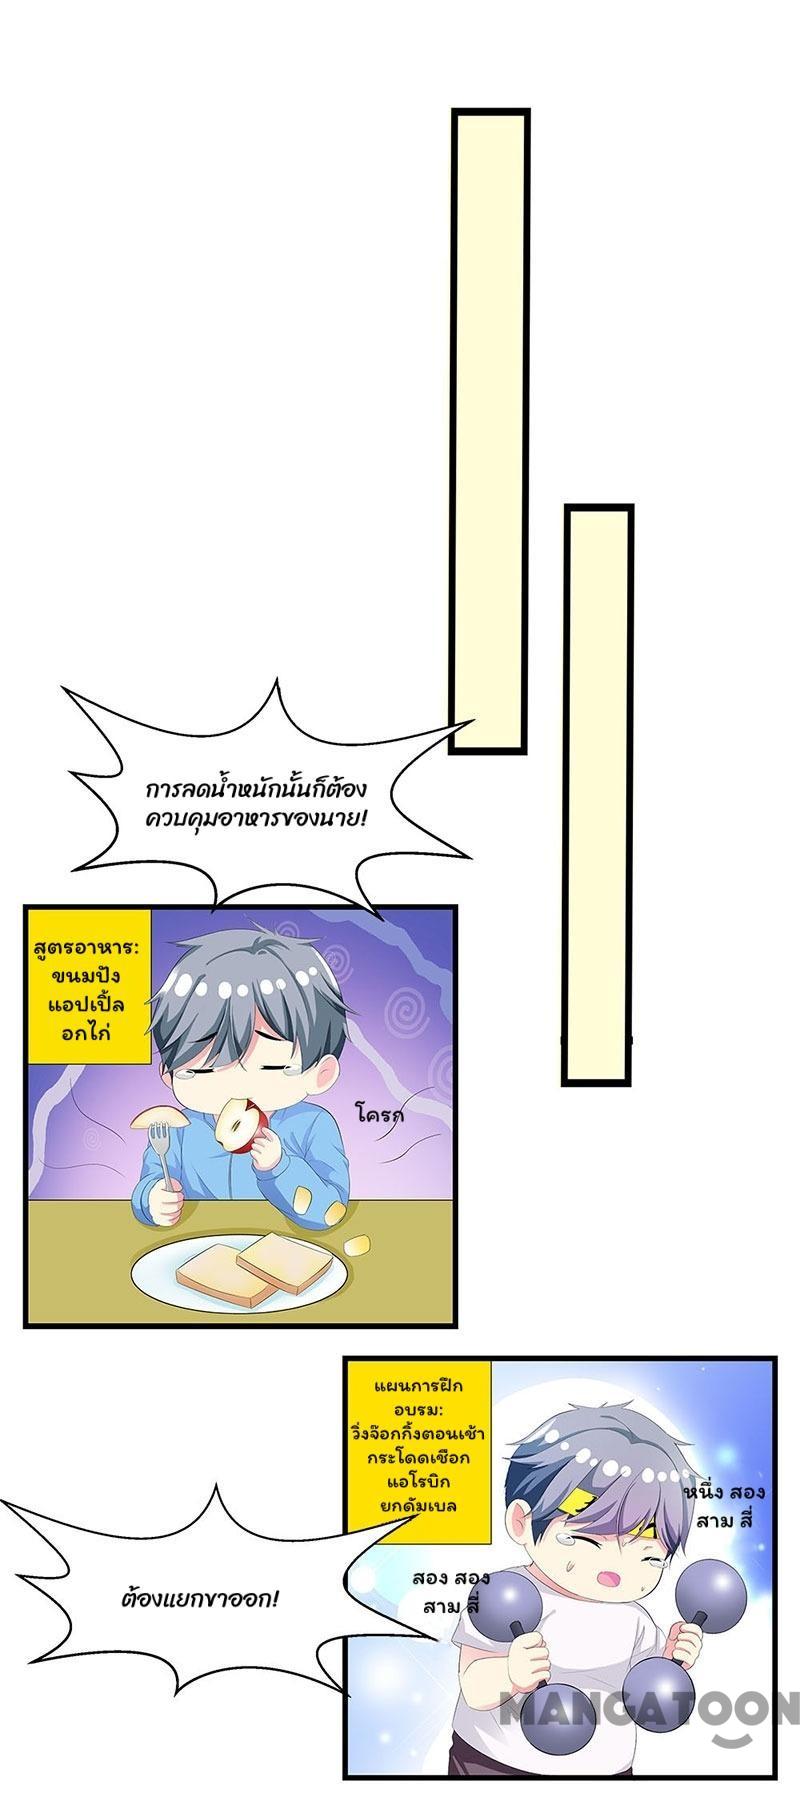 การลดน้ำหนักนั้นก็ต้อง
ควบคุมอาหารของนาย!
สูตรอาหาร:
ขนมปัง
แอปเปิ้ล
อกไก่
โครก
แผนการฝึก
อบรม:
วิ่งจ๊อกกิ้งตอนเช้า
กระโดดเชือก
แอโรบิก
ยกดัมเบล
หนึ่ง สอง
สาม สี่
สอง สอง
สาม สี่
ต้องแยกขาออก!
MANGATOON